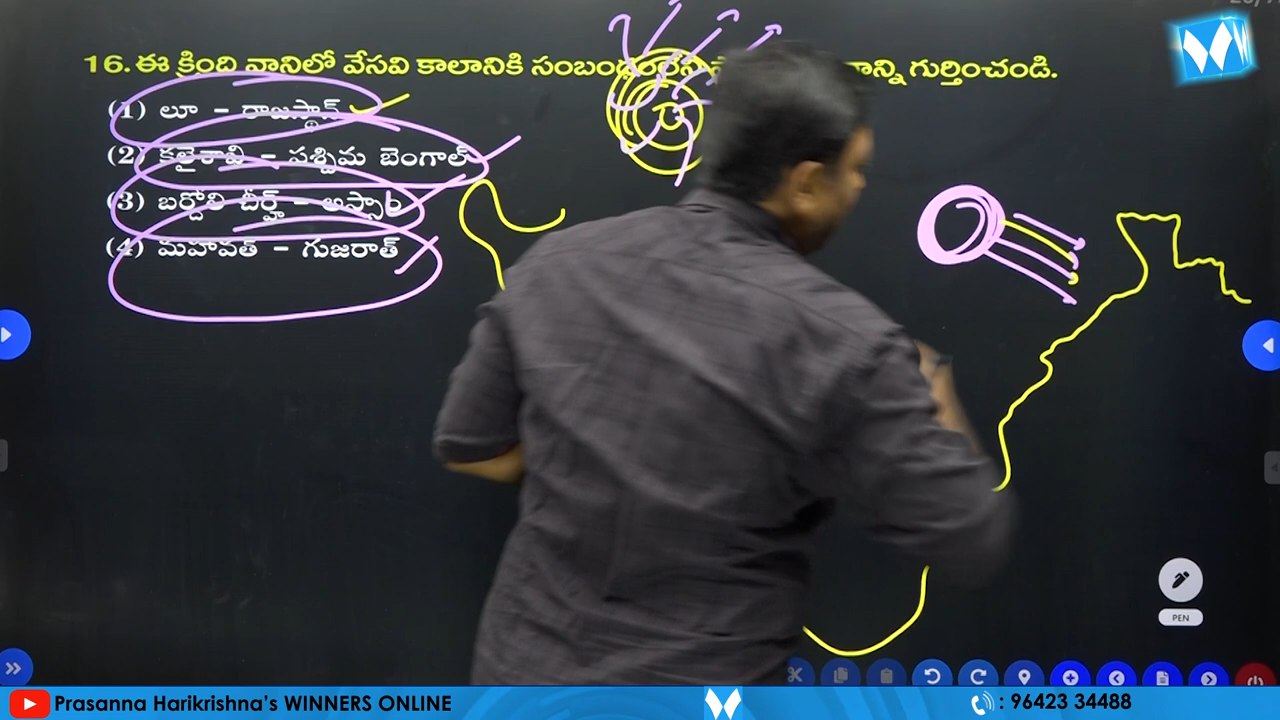 16. ఈ క్రింది వానిలో వేసవి కాలానికి గుర్తించండి.
(1) లూ - రాజస్థాన్
(2) కలైసాఖి - పశ్చిమ బెంగాల్
(3) బర్దోలి చీర్హ్ - అస్సాం
(4) మహావత్ - గుజరాత్
PEN
Prasanna Harikrishna's WINNERS ONLINE
: 96423 34488